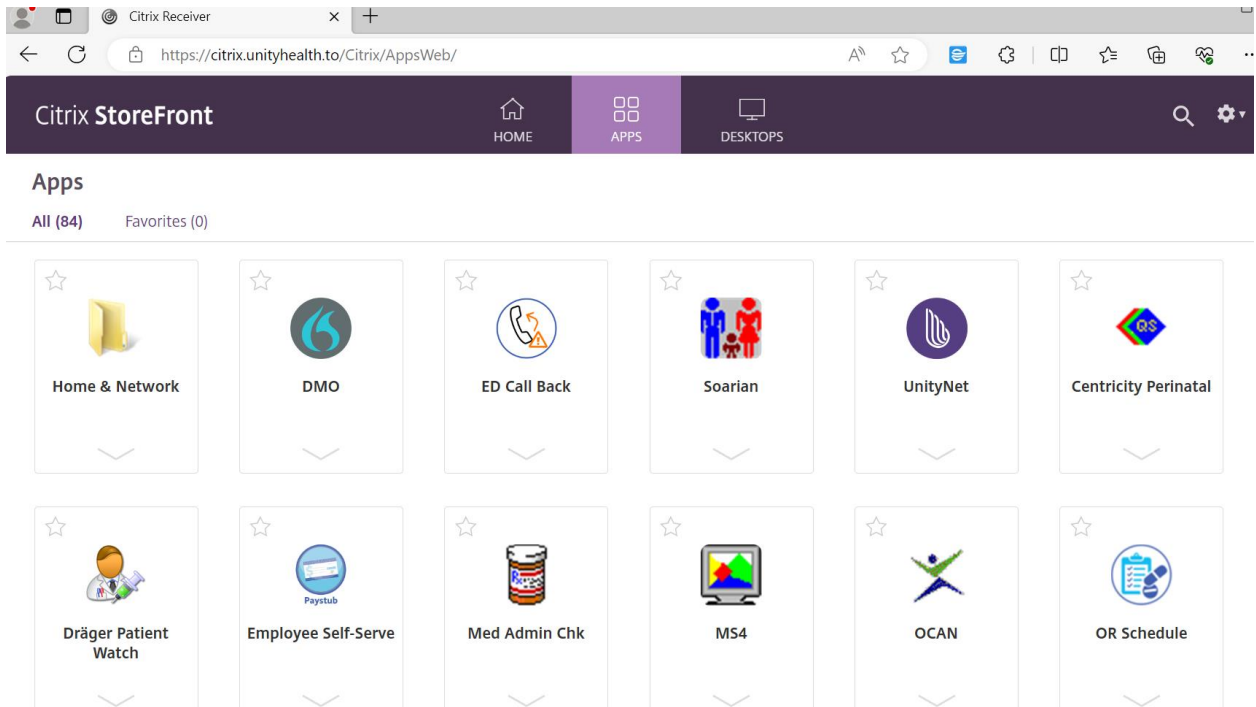 Citrix Receiver
https://citrix.unityhealth.to/Citrix/AppsWeb/
Citrix StoreFront
HOME
APPS
DESKTOPS
Apps
All (84)
Favorites (0)
Home & Network
DMO
ED Call Back
Soarian
UnityNet
QS
Centricity Perinatal
Dräger Patient
Watch
Paystub
Employee Self-Serve
Rx
Med Admin Chk
MS4
OCAN
OR Schedule